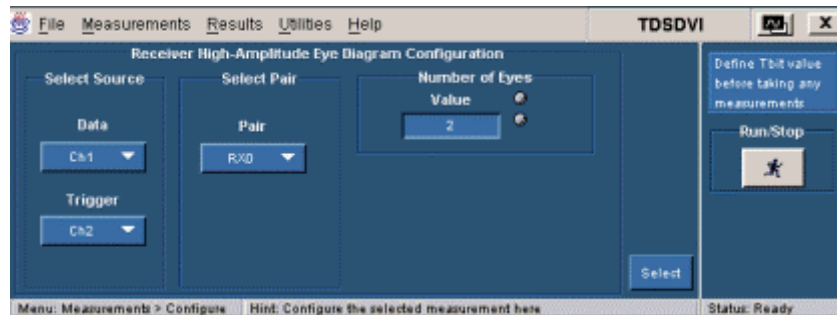 File Measurements Results Utilities Help TDSDVI X
Receiver High-Amplitude Eye Diagram Configuration
Select Source
Data
Ch1
Trigger
Ch2
Select Pair
Pair
RX0
Number of Eyes
Value
2
Select
Define Tbit value
before taking any
measurements
Run/Stop
Menu: Measurements > Configure
Hint: Configure the selected measurement here
Status: Ready